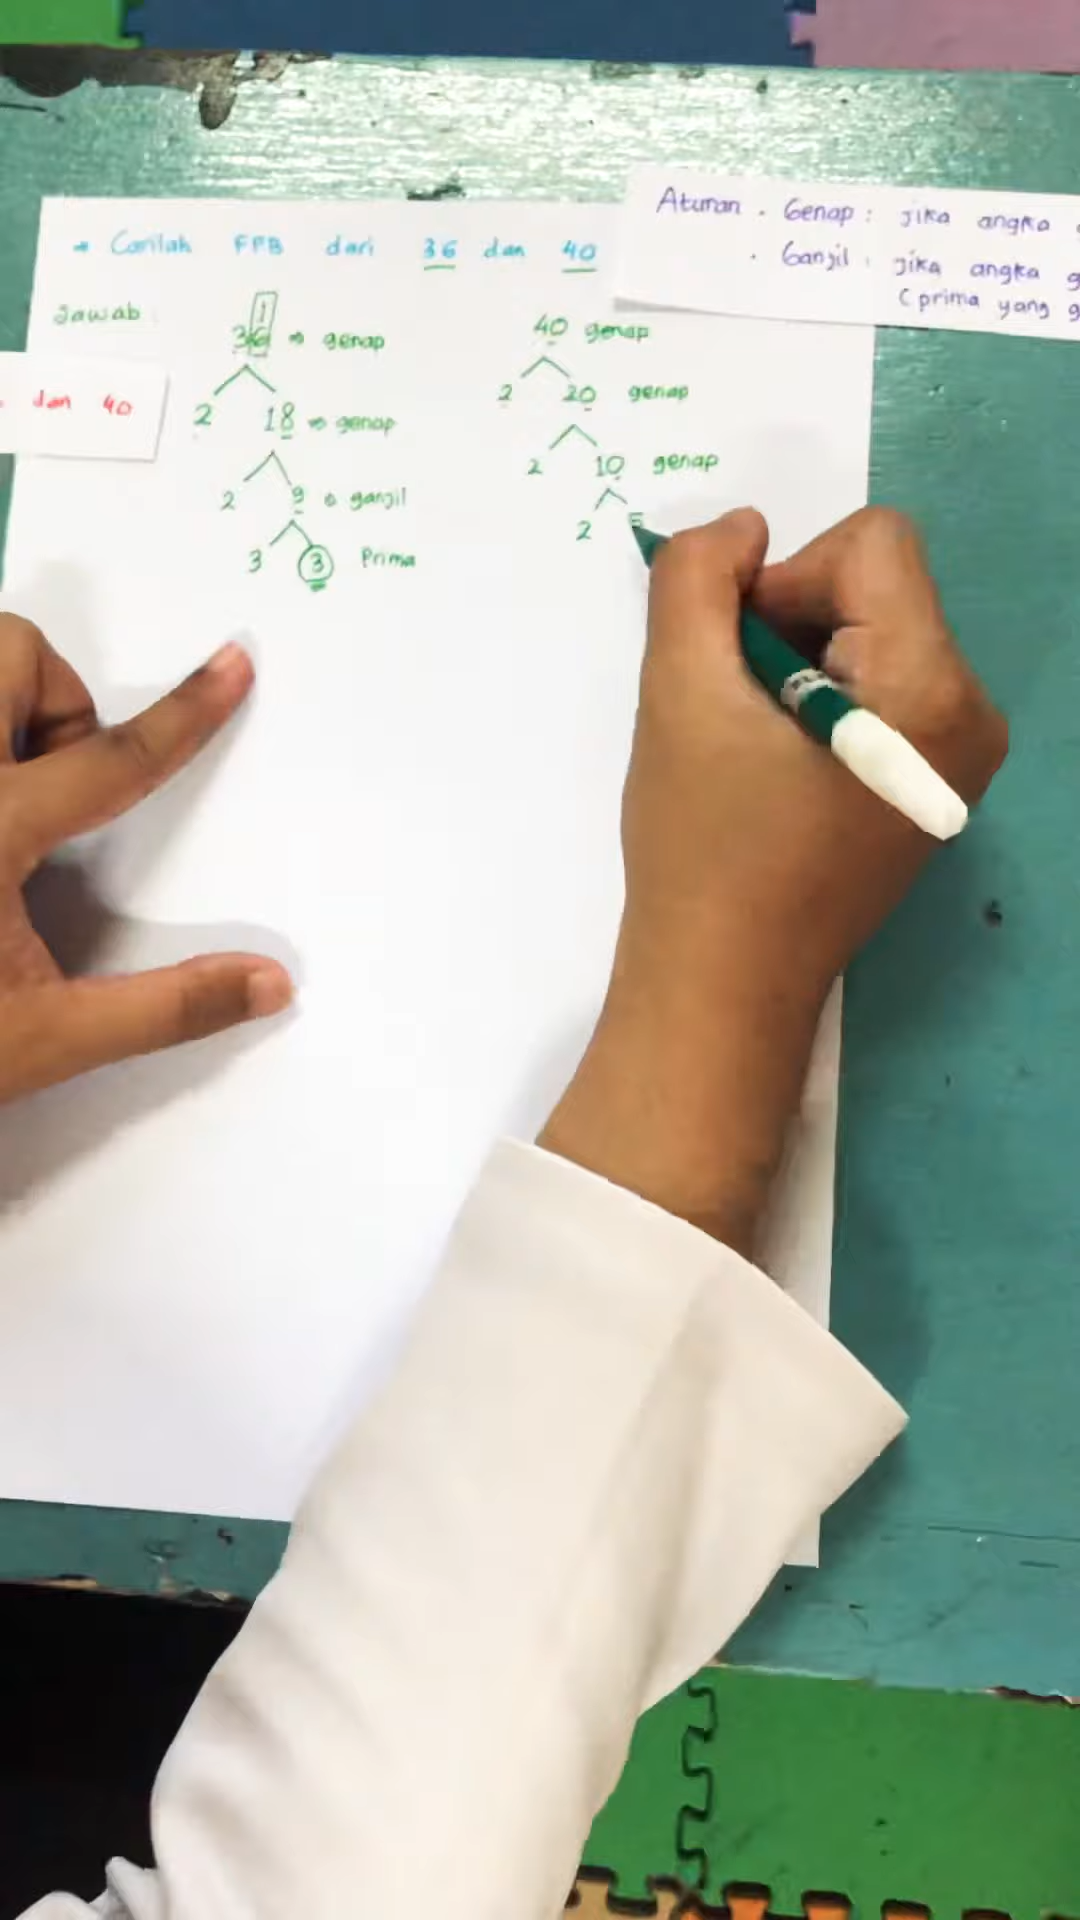 Aturan . Genap : jika angka
. Ganjil : jika angka g
(prima yang g
→ Carilah FPB dari 36 dan 40
Jawab :
1
36 ⇒ genap
2 18 ⇒ genap
2 9 ⇒ ganjil
3 3 Prima
40 genap
2 20 genap
2 10 genap
2 5
dan 40